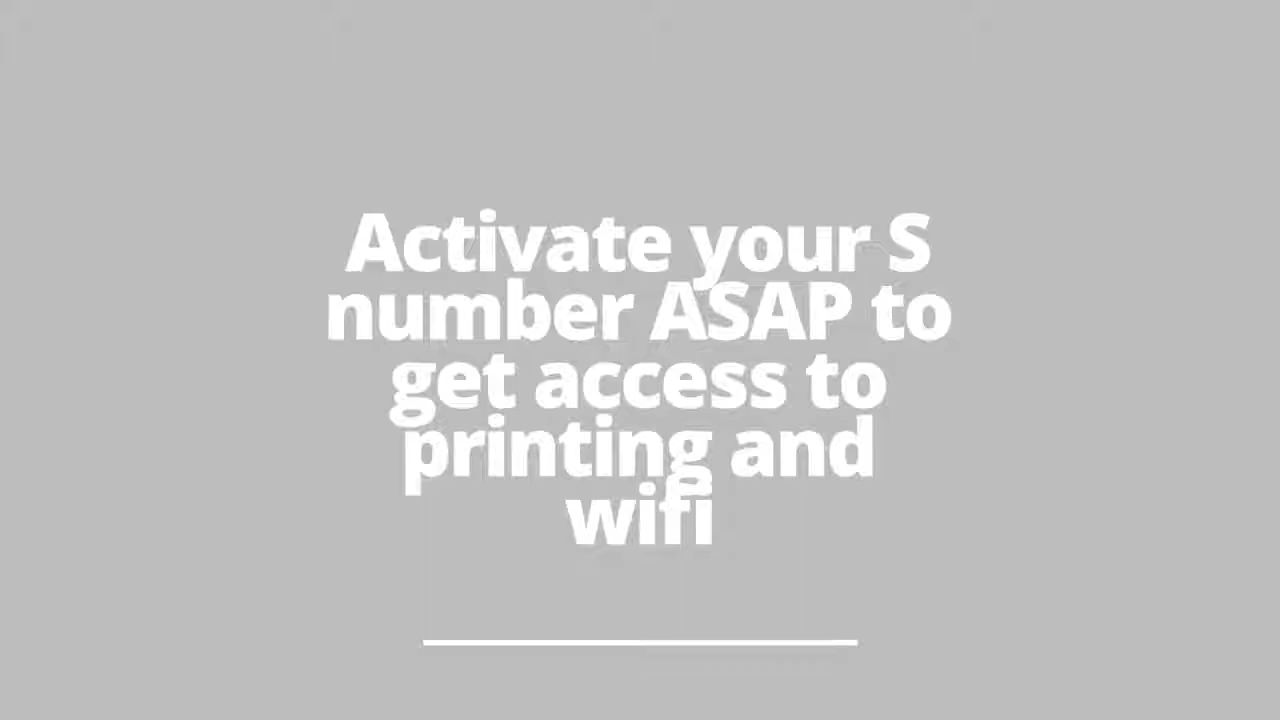 Activate your S
number ASAP to
get access to
printing and
wifi